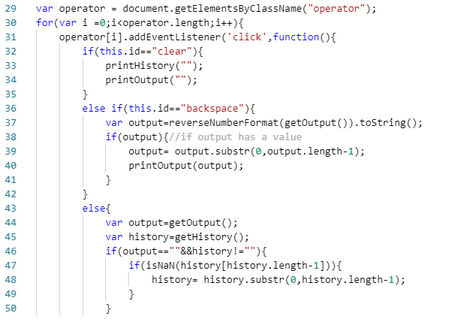 29 var operator = document.getElementsByClassName("operator");
30 for(var i =0;i<operator.length;i++){
31     operator[i].addEventListener('click',function(){
32         if(this.id=="clear"){
33             printHistory("");
34             printOutput("");
35         }
36         else if(this.id=="backspace"){
37             var output=reverseNumberFormat(getOutput()).toString();
38             if(output){//if output has a value
39                 output= output.substr(0,output.length-1);
40                 printOutput(output);
41             }
42         }
43         else{
44             var output=getOutput();
45             var history=getHistory();
46             if(output==""&&history!=""){
47                 if(isNaN(history[history.length-1])){
48                     history= history.substr(0,history.length-1);
49                 }
50             }